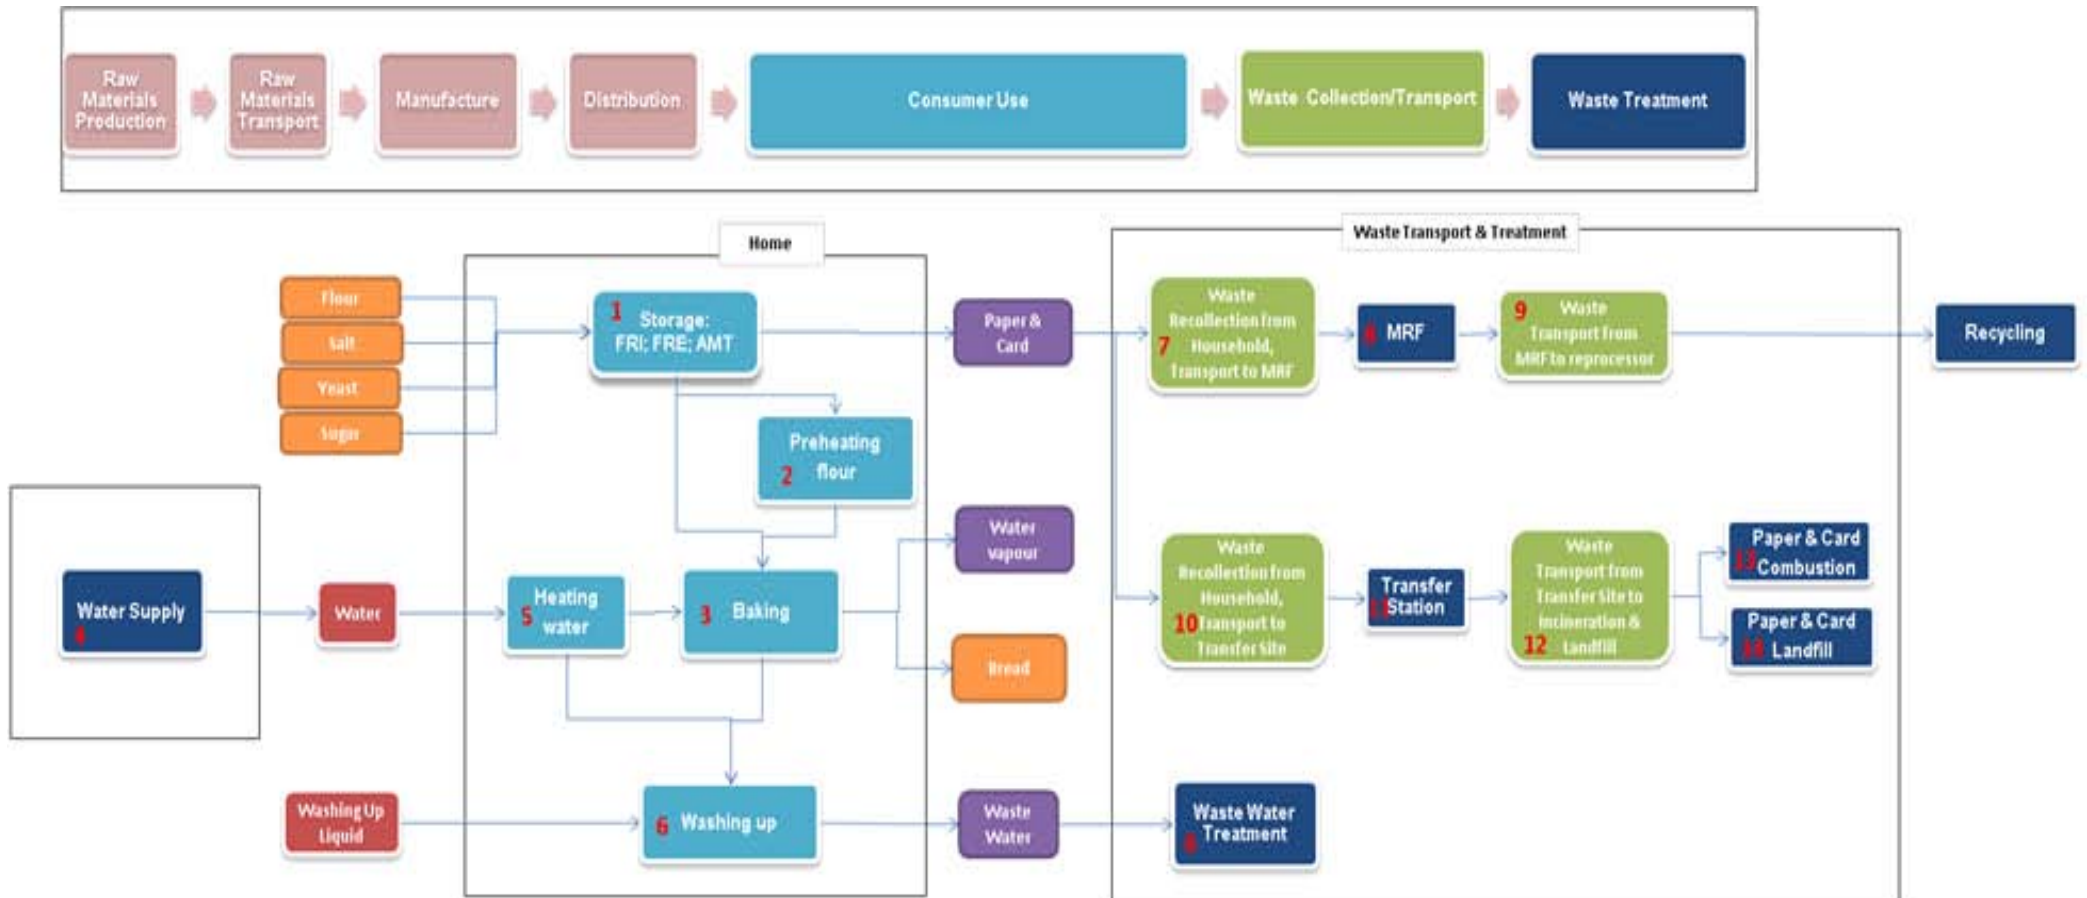 Raw
Materials
Production
Raw
Materials
Transport
Manufacture
Distribution
Consumer Use
Waste Collection/Transport
Waste Treatment
Home
Waste Transport & Treatment
Flour
Salt
Yeast
Sugar
1
Storage:
FRI; FRE; AMT
Paper &
Card
Waste
Recollection from
Household,
Transport to MRF
7
MRF
9
Waste
Transport from
MRF to reprocessor
Recycling
Preheating
flour
2
Water
vapour
Water Supply
Water
Heating
water
5
Baking
3
Bread
Waste
Recollection from
Household,
10 Transport to
Transfer Site
Transfer
Station
11
Waste
Transport from
Transfer Site to
Incineration &
12 Landfill
Paper & Card
13 Combustion
Paper & Card
14 Landfill
Washing Up
Liquid
6 Washing up
Waste
Water
Waste Water
Treatment